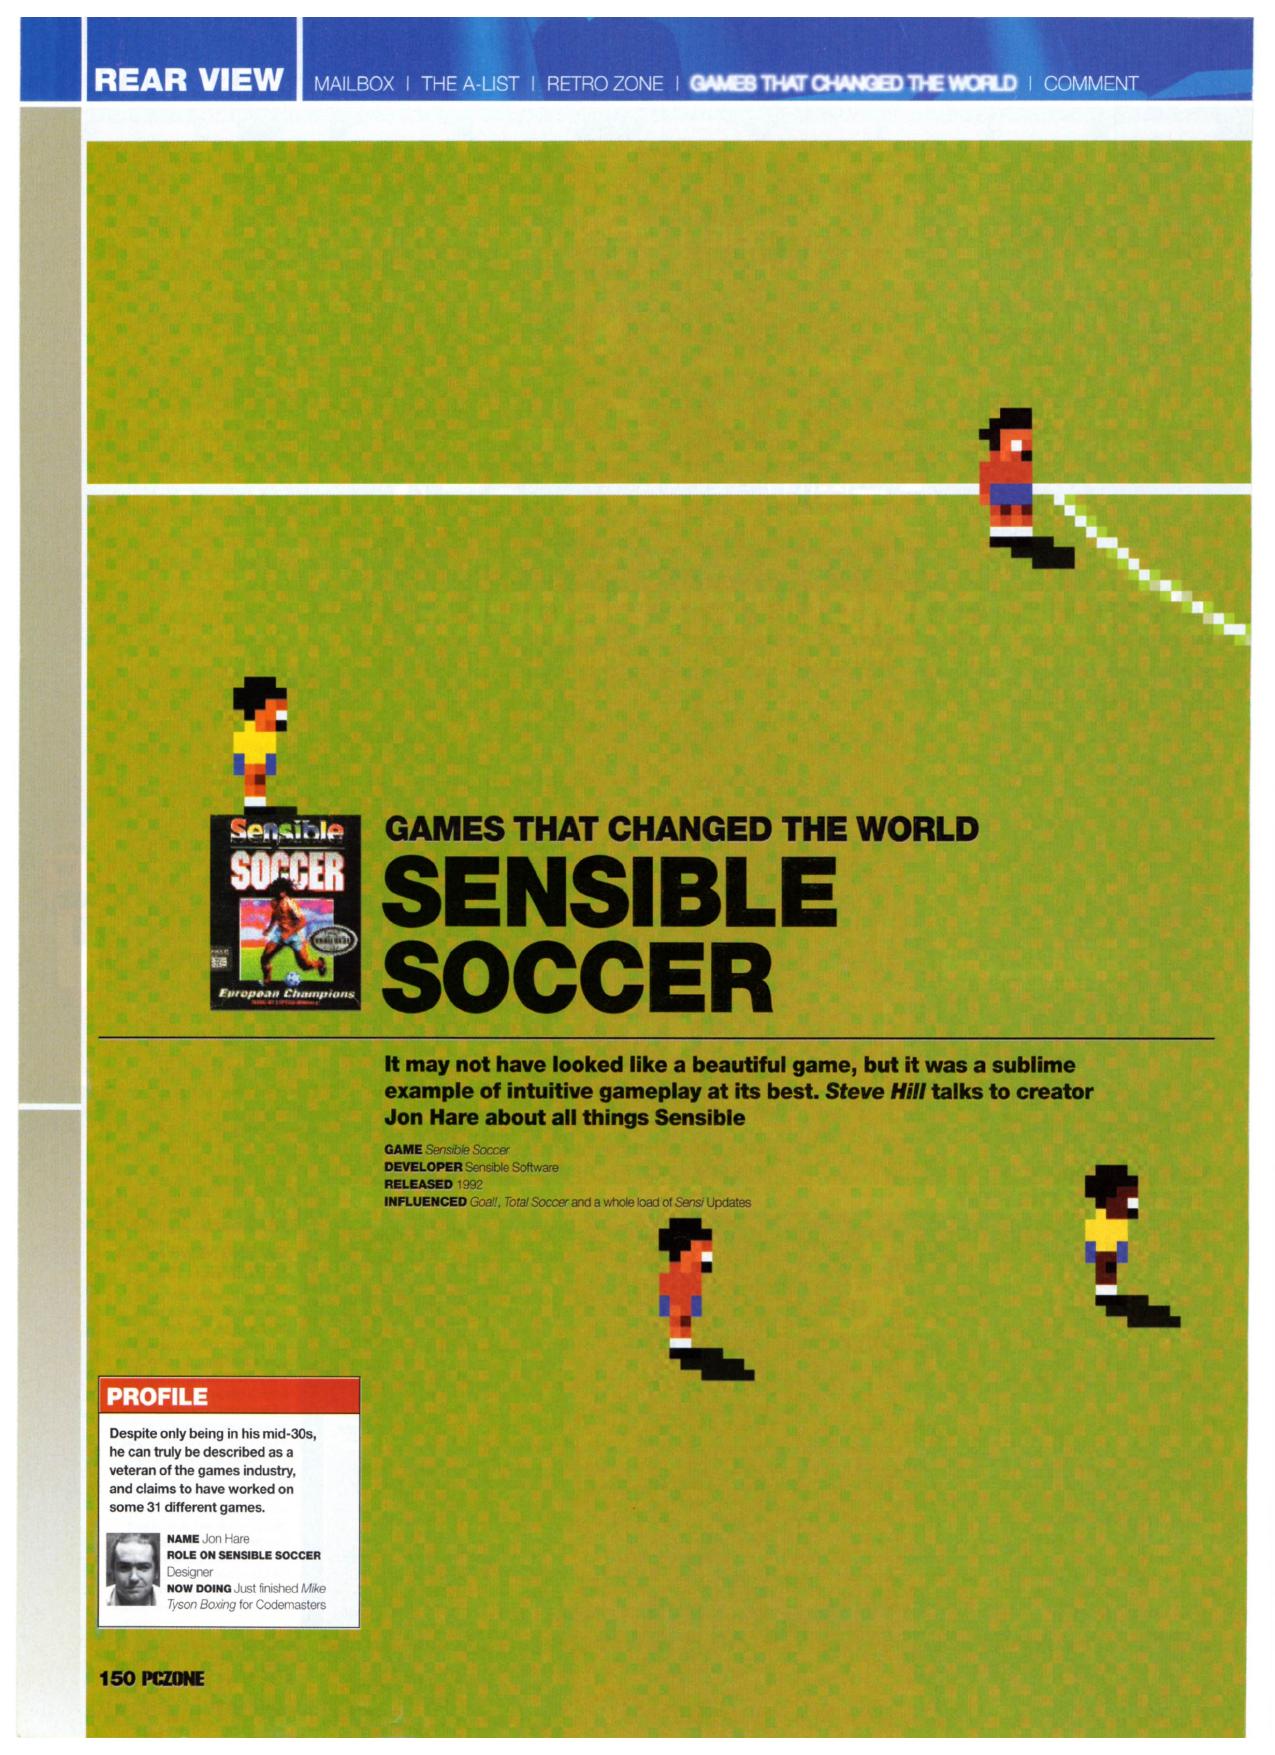 REAR VIEW
MAILBOX | THE A-LIST | RETRO ZONE | GAMES THAT CHANGED THE WORLD | COMMENT
Sensible
SOCCER
European Champions
GAMES THAT CHANGED THE WORLD
SENSIBLE
SOCCER
It may not have looked like a beautiful game, but it was a sublime
example of intuitive gameplay at its best. Steve Hill talks to creator
Jon Hare about all things Sensible
GAME Sensible Soccer
DEVELOPER Sensible Software
RELEASED 1992
INFLUENCED Goal!, Total Soccer and a whole load of Sensi Updates
PROFILE
Despite only being in his mid-30s,
he can truly be described as a
veteran of the games industry,
and claims to have worked on
some 31 different games.
NAME Jon Hare
ROLE ON SENSIBLE SOCCER
Designer
NOW DOING Just finished Mike
Tyson Boxing for Codemasters
150 PCZONE